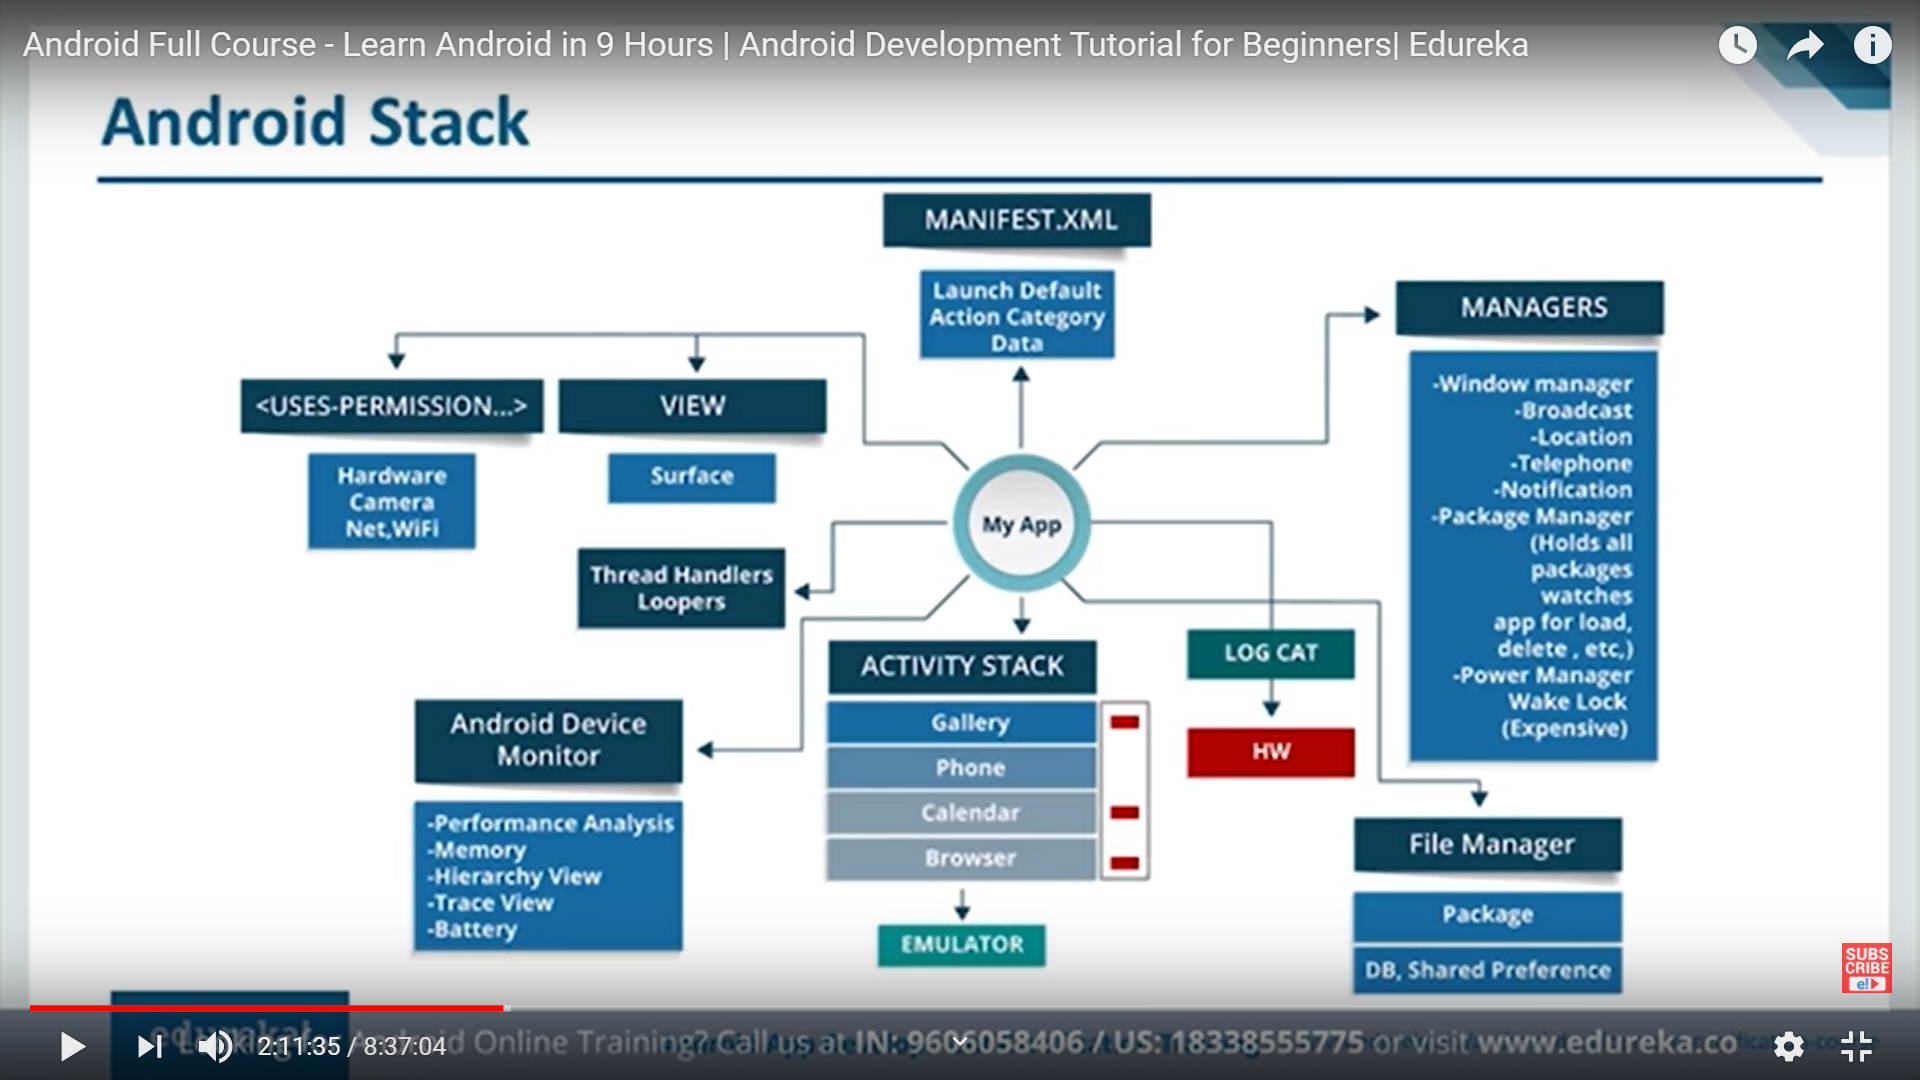 Android Full Course - Learn Android in 9 Hours | Android Development Tutorial for Beginners| Edureka
Android Stack
MANIFEST.XML
Launch Default
Action Category
Data
MANAGERS
-Window manager
-Broadcast
-Location
-Telephone
-Notification
-Package Manager
(Holds all
packages
watches
app for load,
delete , etc,)
-Power Manager
Wake Lock
(Expensive)
<USES-PERMISSION...>
Hardware
Camera
Net,WiFi
VIEW
Surface
My App
Thread Handlers
Loopers
ACTIVITY STACK
Gallery
Phone
Calendar
Browser
EMULATOR
LOG CAT
HW
Android Device
Monitor
-Performance Analysis
-Memory
-Hierarchy View
-Trace View
-Battery
File Manager
Package
DB, Shared Preference
SUBS
CRIBE
e!
2:11:35 / 8:37:04
Online Training? Call us at IN: 9606058406 / US: 18338555775 or visit www.edureka.co